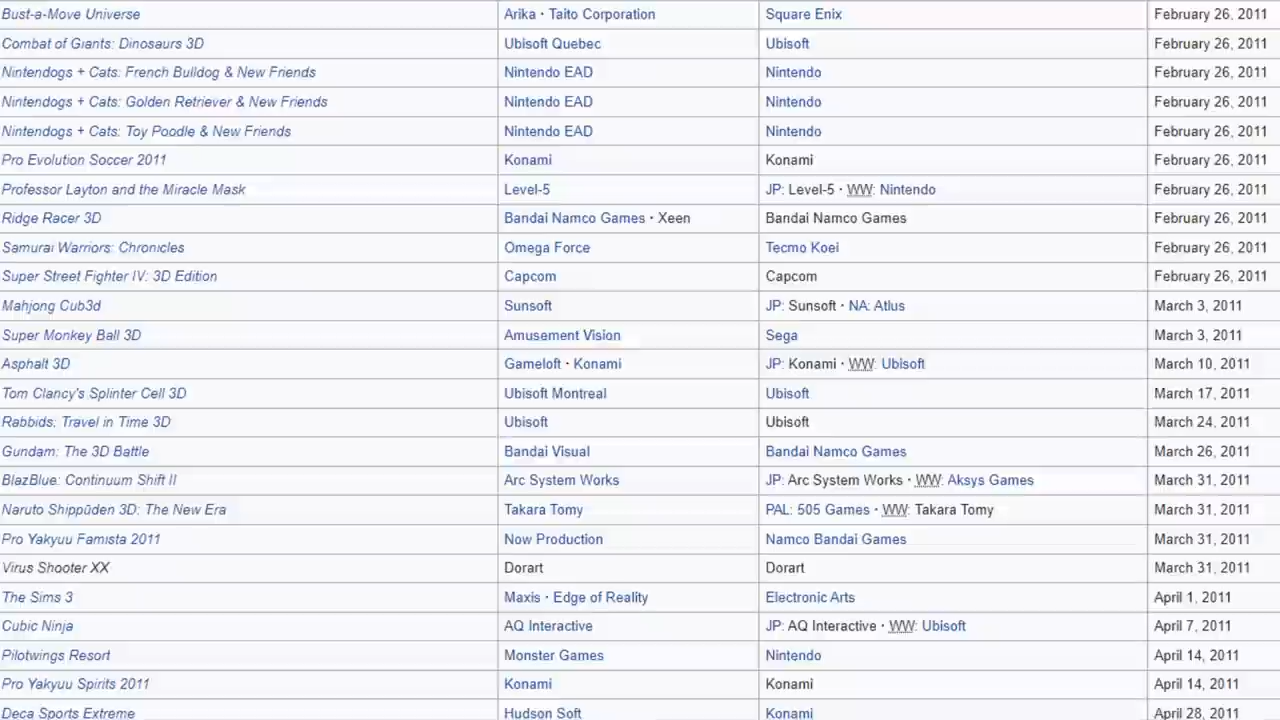 Bust-a-Move Universe Arika · Taito Corporation Square Enix February 26, 2011
Combat of Giants: Dinosaurs 3D Ubisoft Quebec Ubisoft February 26, 2011
Nintendogs + Cats: French Bulldog & New Friends Nintendo EAD Nintendo February 26, 2011
Nintendogs + Cats: Golden Retriever & New Friends Nintendo EAD Nintendo February 26, 2011
Nintendogs + Cats: Toy Poodle & New Friends Nintendo EAD Nintendo February 26, 2011
Pro Evolution Soccer 2011 Konami Konami February 26, 2011
Professor Layton and the Miracle Mask Level-5 JP: Level-5 · WW: Nintendo February 26, 2011
Ridge Racer 3D Bandai Namco Games · Xeen Bandai Namco Games February 26, 2011
Samurai Warriors: Chronicles Omega Force Tecmo Koei February 26, 2011
Super Street Fighter IV: 3D Edition Capcom Capcom February 26, 2011
Mahjong Cub3d Sunsoft JP: Sunsoft · NA: Atlus March 3, 2011
Super Monkey Ball 3D Amusement Vision Sega March 3, 2011
Asphalt 3D Gameloft · Konami JP: Konami · WW: Ubisoft March 10, 2011
Tom Clancy's Splinter Cell 3D Ubisoft Montreal Ubisoft March 17, 2011
Rabbids: Travel in Time 3D Ubisoft Ubisoft March 24, 2011
Gundam: The 3D Battle Bandai Visual Bandai Namco Games March 26, 2011
BlazBlue: Continuum Shift II Arc System Works JP: Arc System Works · WW: Aksys Games March 31, 2011
Naruto Shippūden 3D: The New Era Takara Tomy PAL: 505 Games · WW: Takara Tomy March 31, 2011
Pro Yakyuu Famista 2011 Now Production Namco Bandai Games March 31, 2011
Virus Shooter XX Dorart Dorart March 31, 2011
The Sims 3 Maxis · Edge of Reality Electronic Arts April 1, 2011
Cubic Ninja AQ Interactive JP: AQ Interactive · WW: Ubisoft April 7, 2011
Pilotwings Resort Monster Games Nintendo April 14, 2011
Pro Yakyuu Spirits 2011 Konami Konami April 14, 2011
Deca Sports Extreme Hudson Soft Konami April 28, 2011